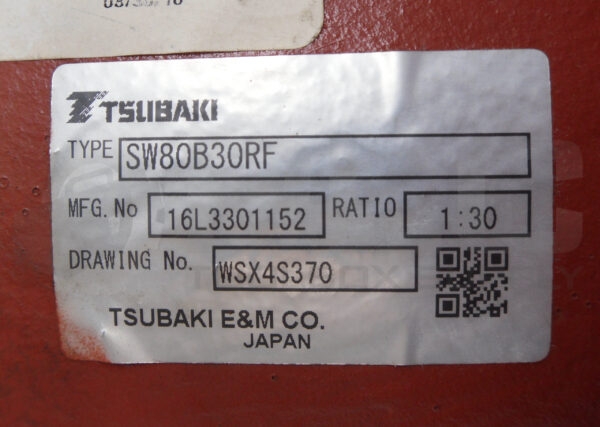 TSUBAKI
TYPE SW80B30RF
MFG. No 16L3301152 RATIO 1:30
DRAWING No. WSX4S370
TSUBAKI E&M CO.
JAPAN